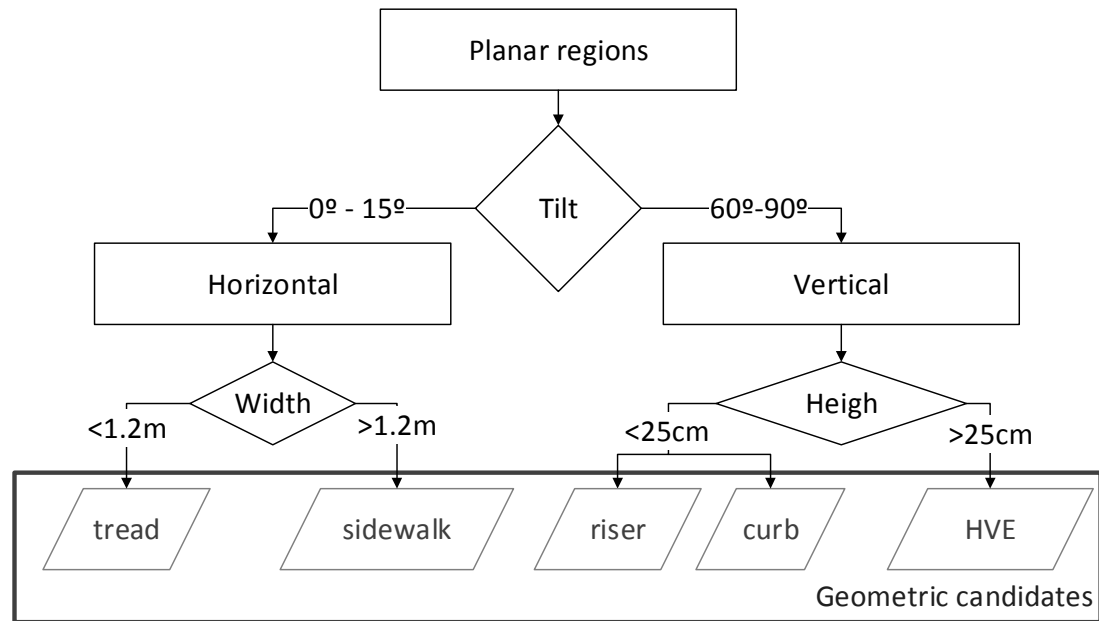 Planar regions
Tilt
0º - 15º
60º-90º
Horizontal
Vertical
Width
Heigh
<1.2m
>1.2m
<25cm
>25cm
tread
sidewalk
riser
curb
HVE
Geometric candidates